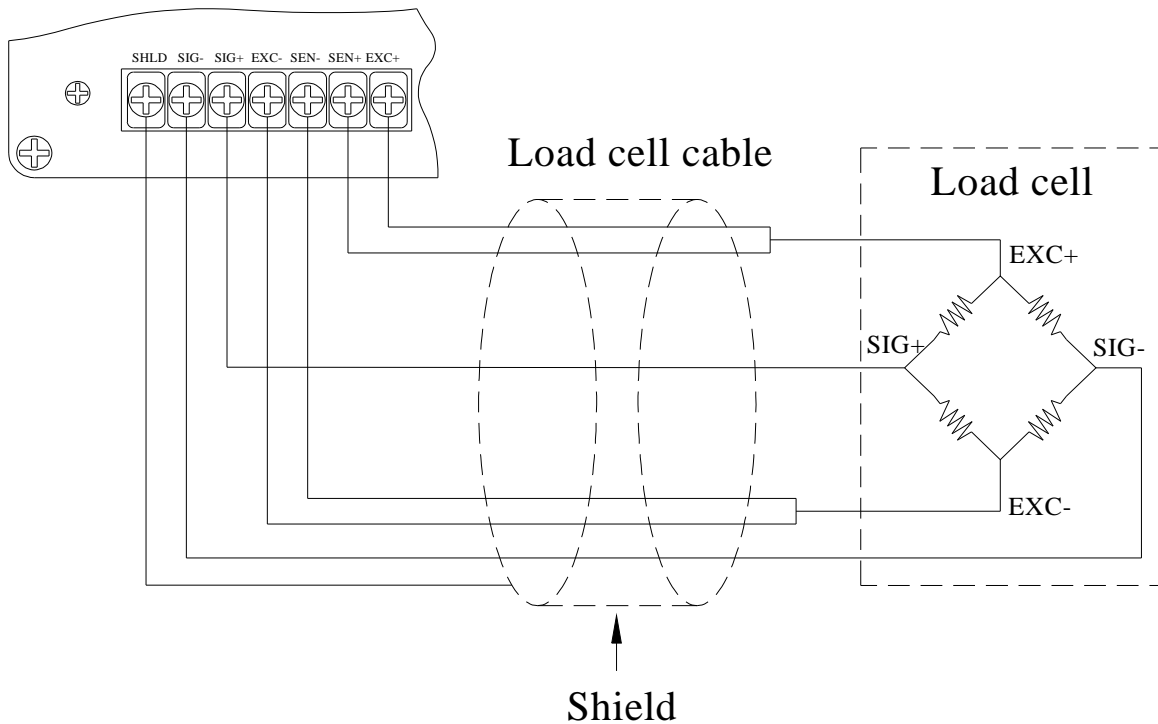 SHLD SIG- SIG+ EXC- SEN- SEN+ EXC+
Load cell cable
Load cell
EXC+
SIG+
SIG-
EXC-
Shield